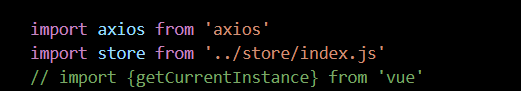 import axios from 'axios'
import store from '../store/index.js'
// import {getCurrentInstance} from 'vue'